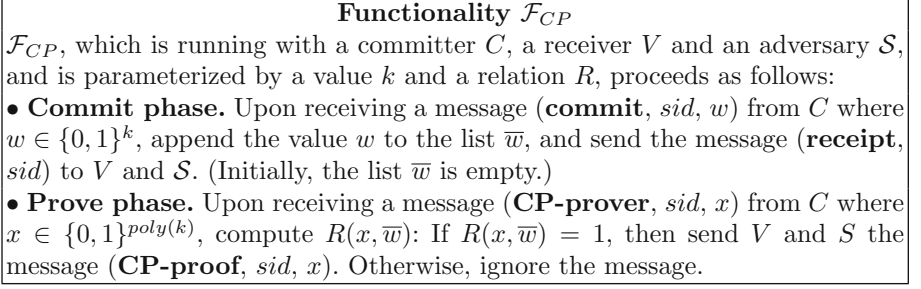 Functionality 𝓕_CP
𝓕_CP, which is running with a committer C, a receiver V and an adversary 𝓢,
and is parameterized by a value k and a relation R, proceeds as follows:
• Commit phase. Upon receiving a message (commit, sid, w) from C where
w ∈ {0, 1}^k, append the value w to the list w̅, and send the message (receipt,
sid) to V and 𝓢. (Initially, the list w̅ is empty.)
• Prove phase. Upon receiving a message (CP-prover, sid, x) from C where
x ∈ {0, 1}^poly(k), compute R(x, w̅): If R(x, w̅) = 1, then send V and S the
message (CP-proof, sid, x). Otherwise, ignore the message.